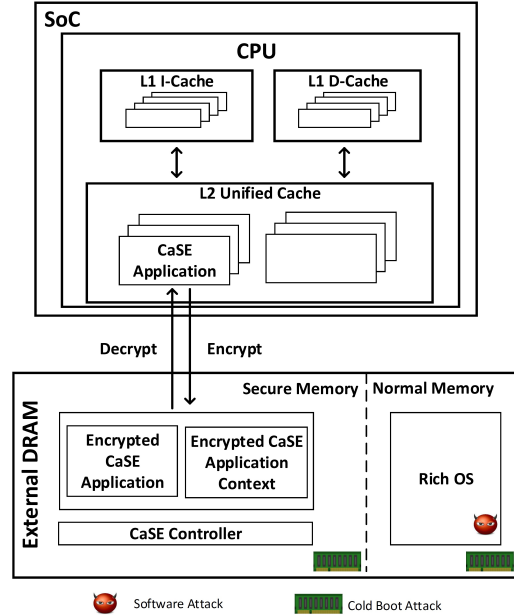 SoC
CPU
L1 I-Cache
L1 D-Cache
L2 Unified Cache
CaSE
Application
Decrypt
Encrypt
External DRAM
Secure Memory
Normal Memory
Encrypted
CaSE
Application
Encrypted CaSE
Application
Context
Rich OS
CaSE Controller
Software Attack
Cold Boot Attack